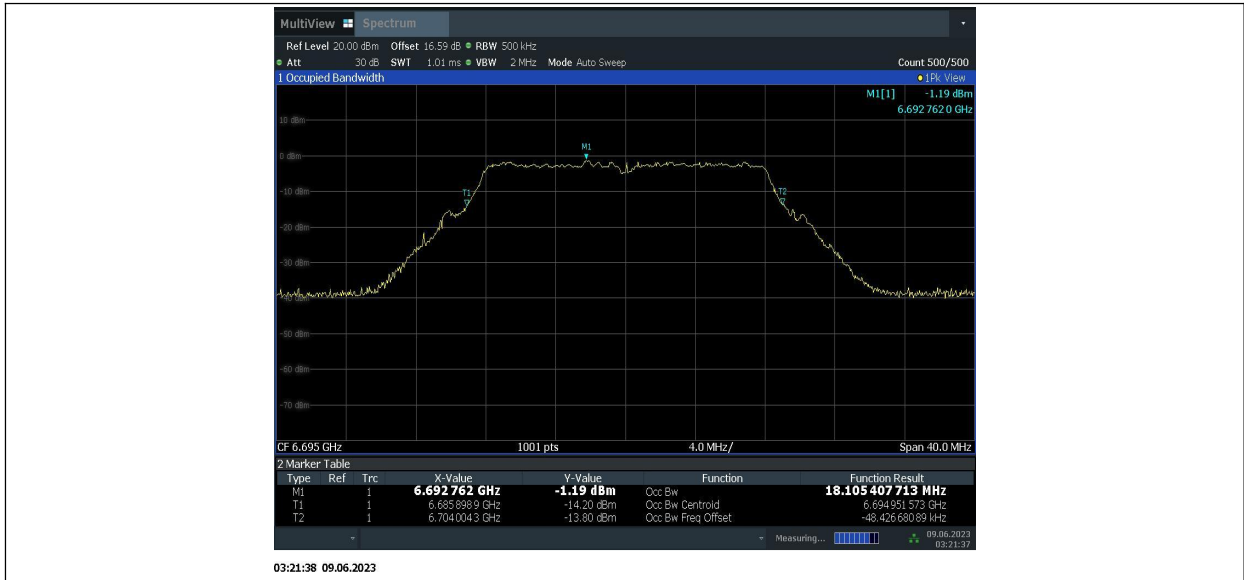 MultiView Spectrum
Ref Level 20.00 dBm Offset 16.59 dB RBW 500 kHz
Att 30 dB SWT 1.01 ms VBW 2 MHz Mode Auto Sweep Count 500/500
1 Occupied Bandwidth 1Pk View
M1[1] -1.19 dBm
6.692 762 0 GHz
10 dBm
M1
0 dBm
-10 dBm
T1
T2
-20 dBm
-30 dBm
-40 dBm
-50 dBm
-60 dBm
-70 dBm
CF 6.695 GHz 1001 pts 4.0 MHz/ Span 40.0 MHz
2 Marker Table
Type Ref Trc X-Value Y-Value Function Function Result
M1 1 6.692 762 GHz -1.19 dBm Occ Bw 18.105 407 713 MHz
T1 1 6.685 898 9 GHz -14.20 dBm Occ Bw Centroid 6.694 951 573 GHz
T2 1 6.704 004 3 GHz -13.80 dBm Occ Bw Freq Offset -48.426 680 89 kHz
Measuring... 09.06.2023
03:21:37
03:21:38 09.06.2023